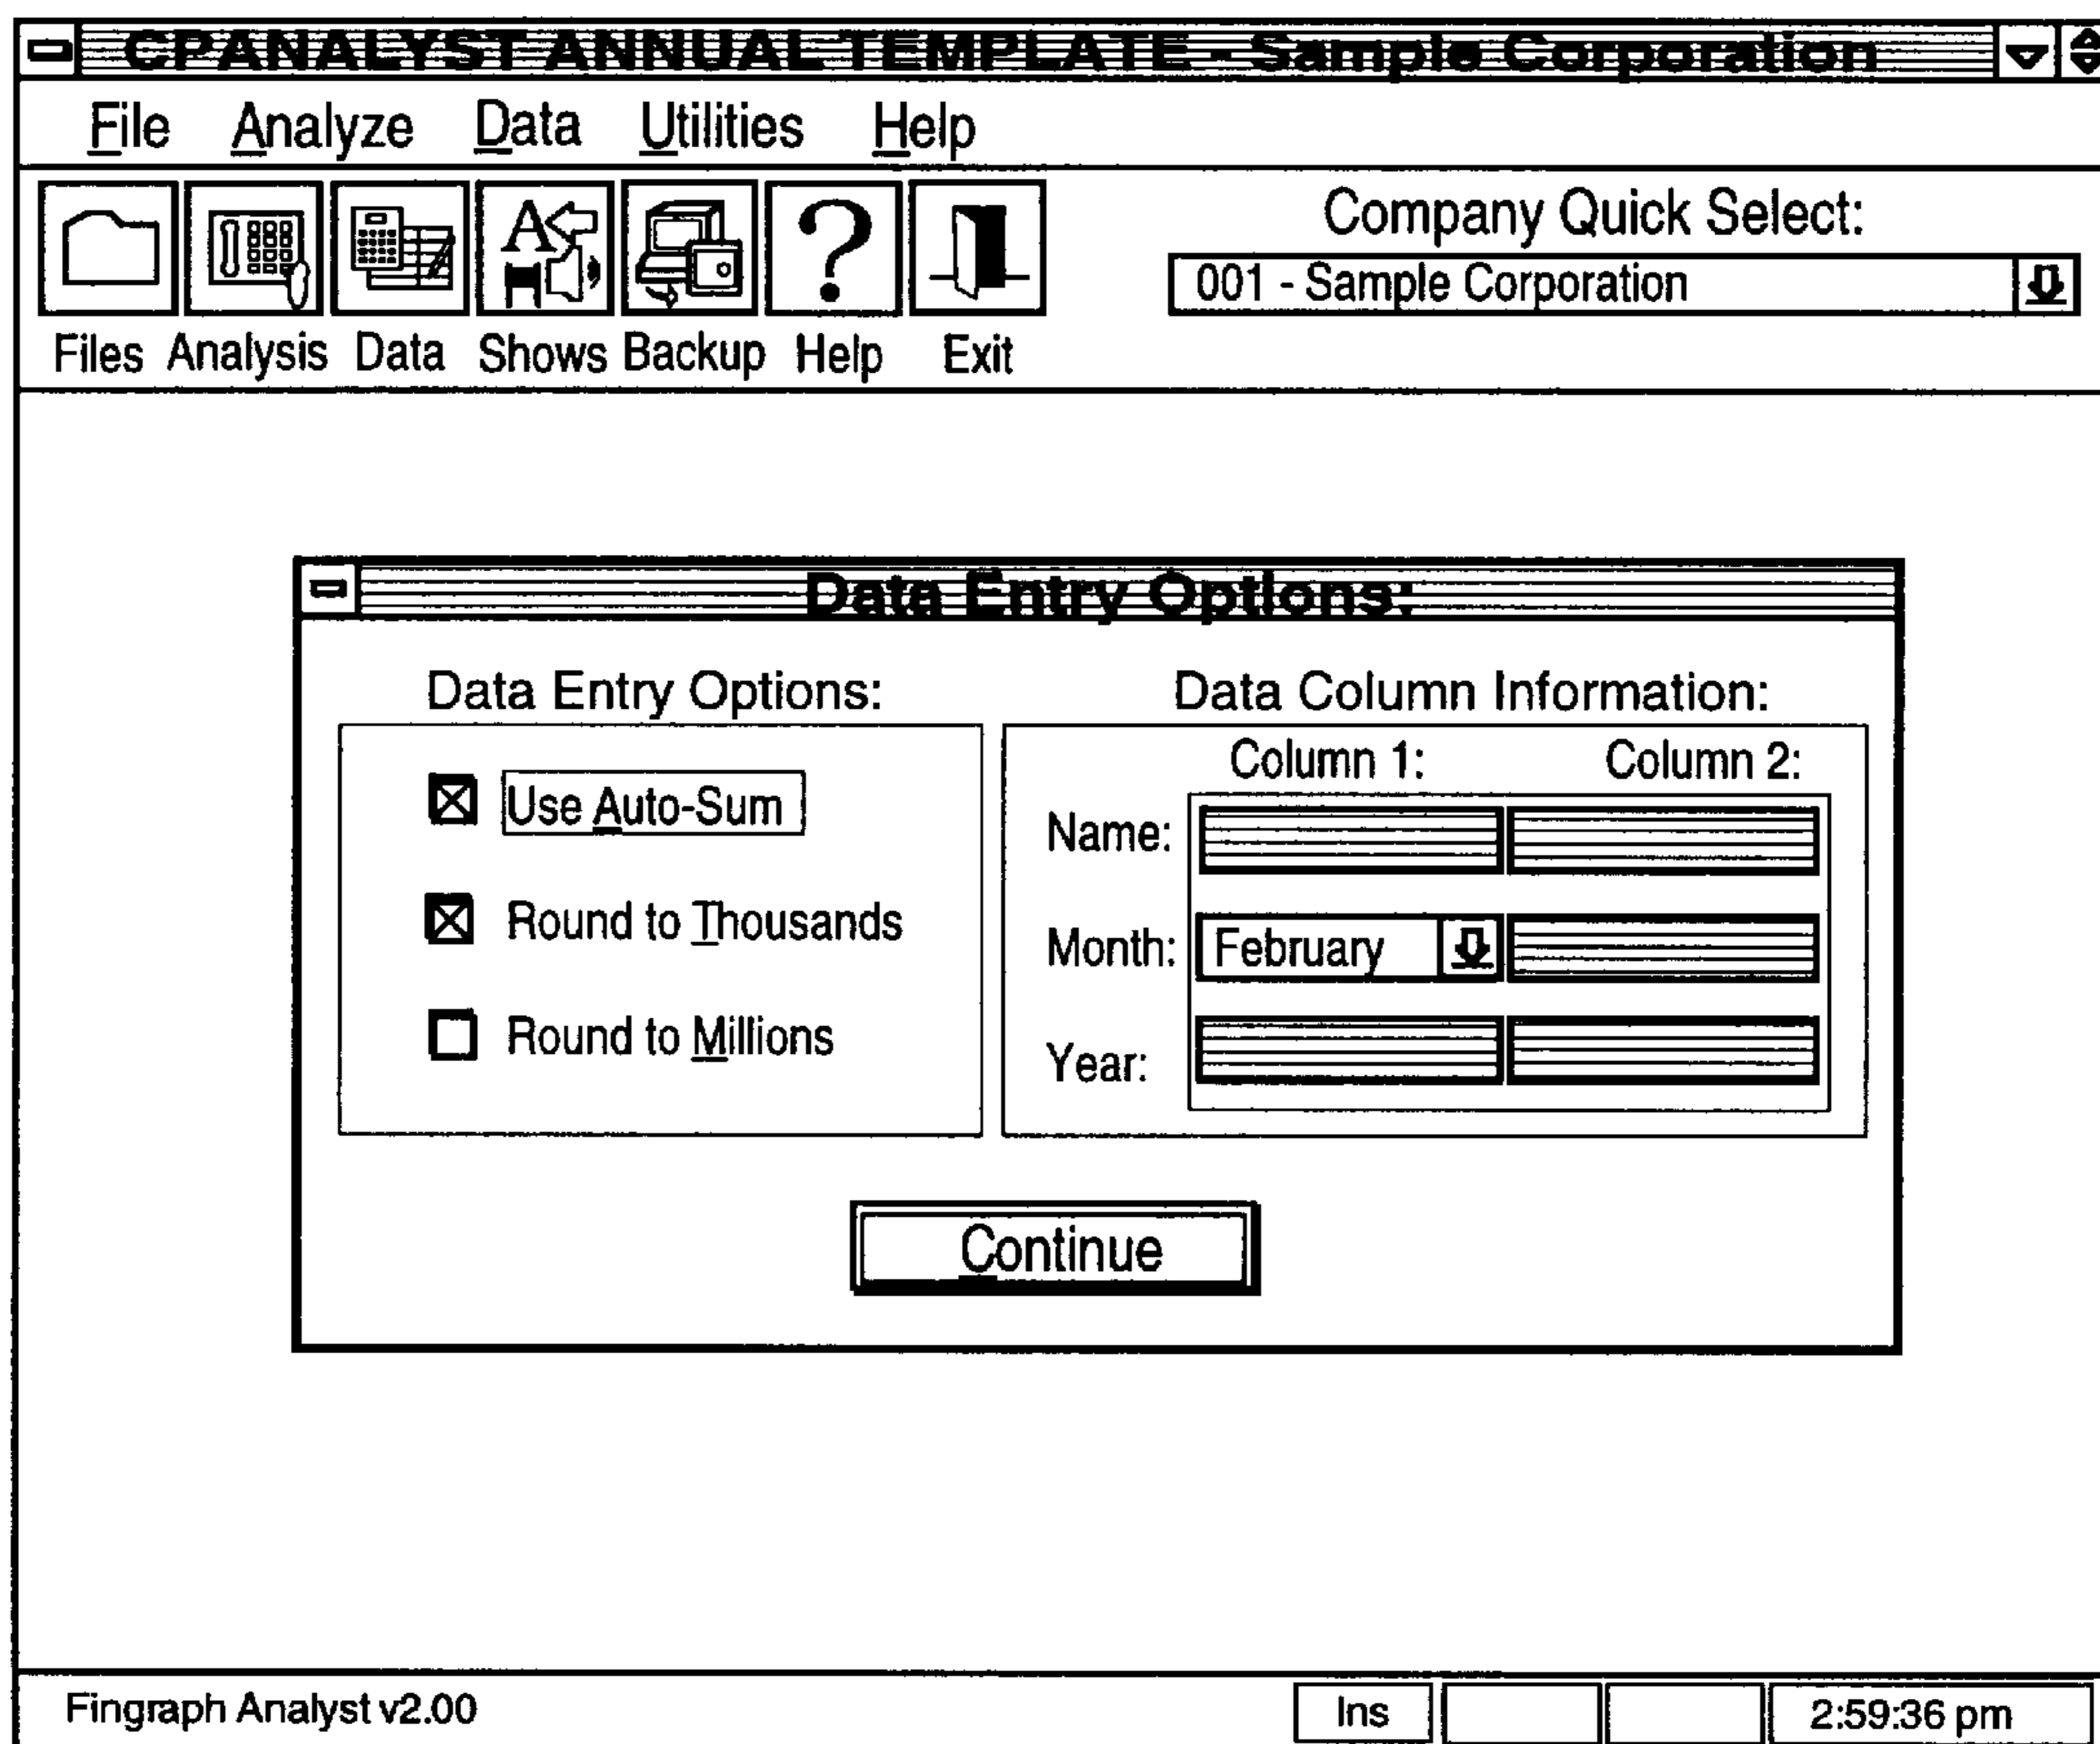 CPANALYST ANNUAL TEMPLATE - Sample Corporation
File Analyze Data Utilities Help
Company Quick Select:
001 - Sample Corporation
Files Analysis Data Shows Backup Help Exit
Data Entry Options:
Data Entry Options: Data Column Information:
Column 1: Column 2:
Use Auto-Sum
Name:
Round to Thousands
Month: February
Round to Millions
Year:
Continue
Fingraph Analyst v2.00 Ins 2:59:36 pm